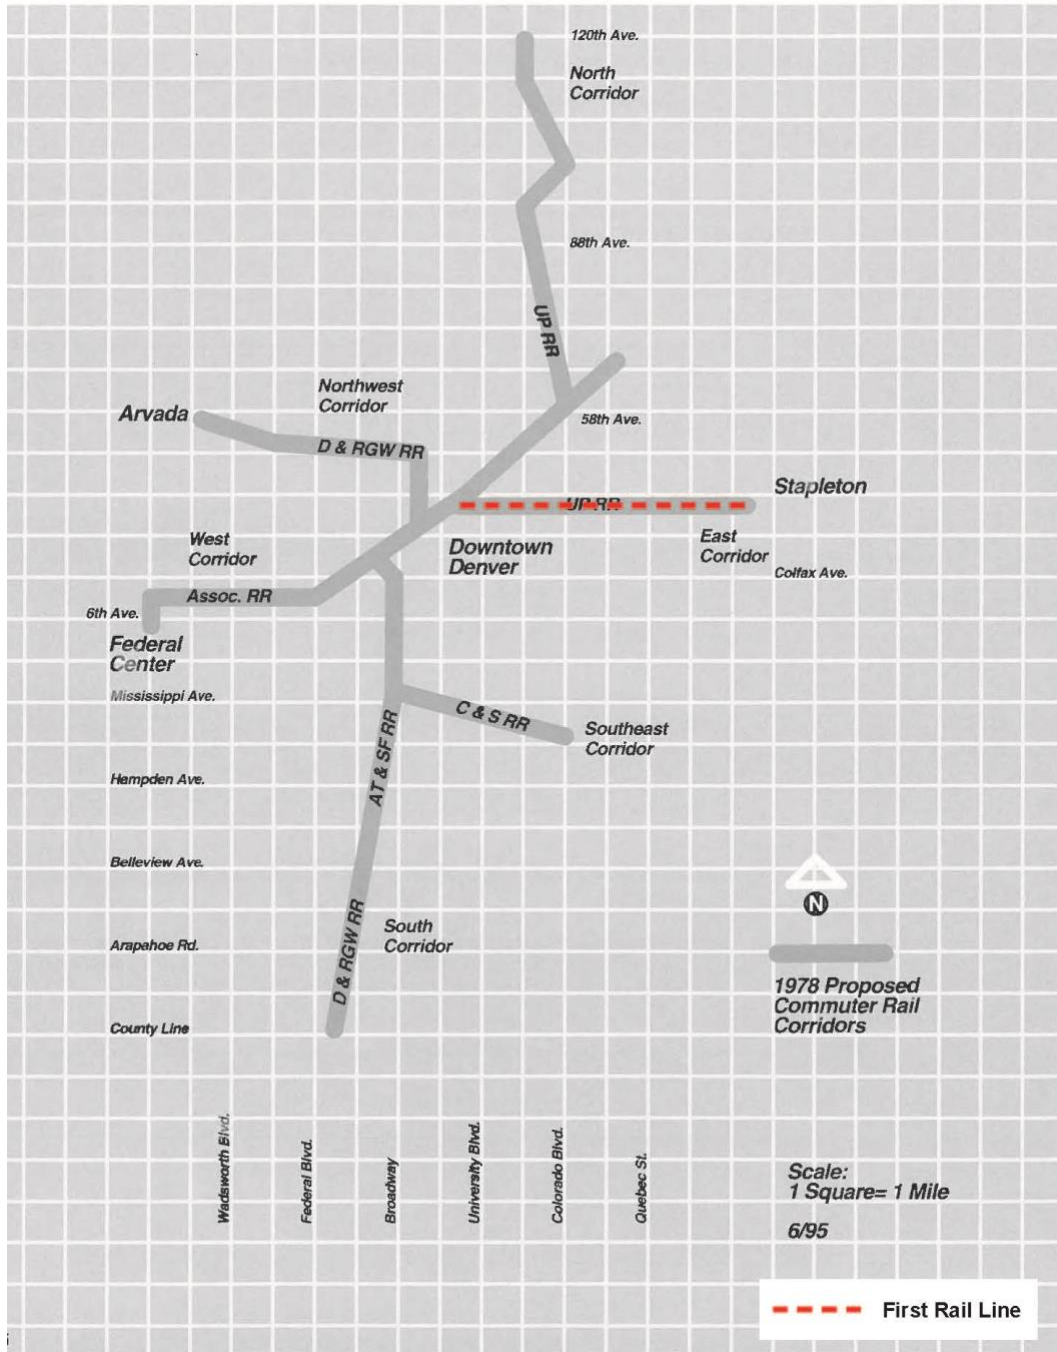 120th Ave.
North
Corridor
88th Ave.
UP RR
Northwest
Corridor
Arvada
D & RGW RR
58th Ave.
Stapleton
UP RR
West
Corridor
Downtown
Denver
East
Corridor
Colfax Ave.
Assoc. RR
6th Ave.
Federal
Center
Mississippi Ave.
C & S RR
Southeast
Corridor
AT & SF RR
Hampden Ave.
Belleview Ave.
N
D & RGW RR
South
Corridor
Arapahoe Rd.
1978 Proposed
Commuter Rail
Corridors
County Line
Wadsworth Blvd.
Federal Blvd.
Broadway
University Blvd.
Colorado Blvd.
Quebec St.
Scale:
1 Square= 1 Mile
6/95
First Rail Line